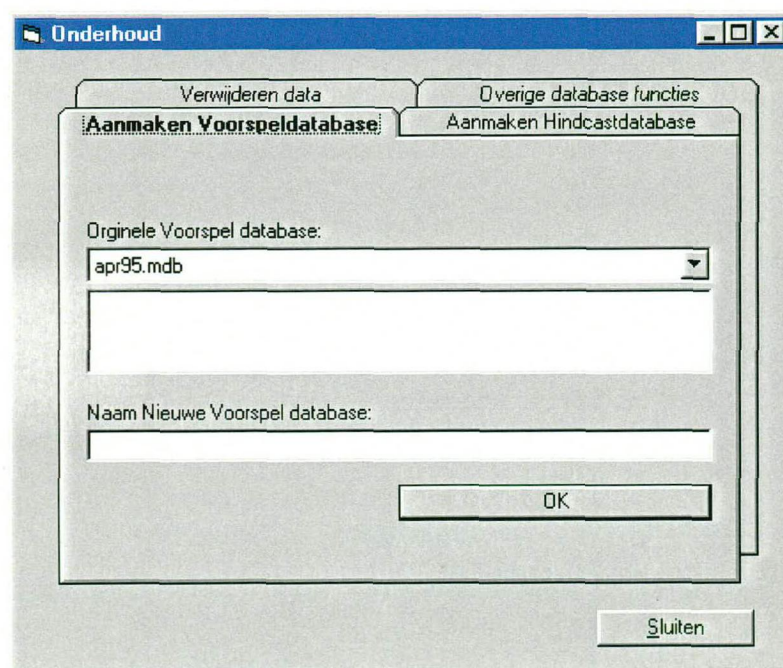 Onderhoud
Verwijderen data
Overige database functies
Aanmaken Voorspeldatabase
Aanmaken Hindcastdatabase
Orginele Voorspel database:
apr95.mdb
Naam Nieuwe Voorspel database:
OK
Sluiten